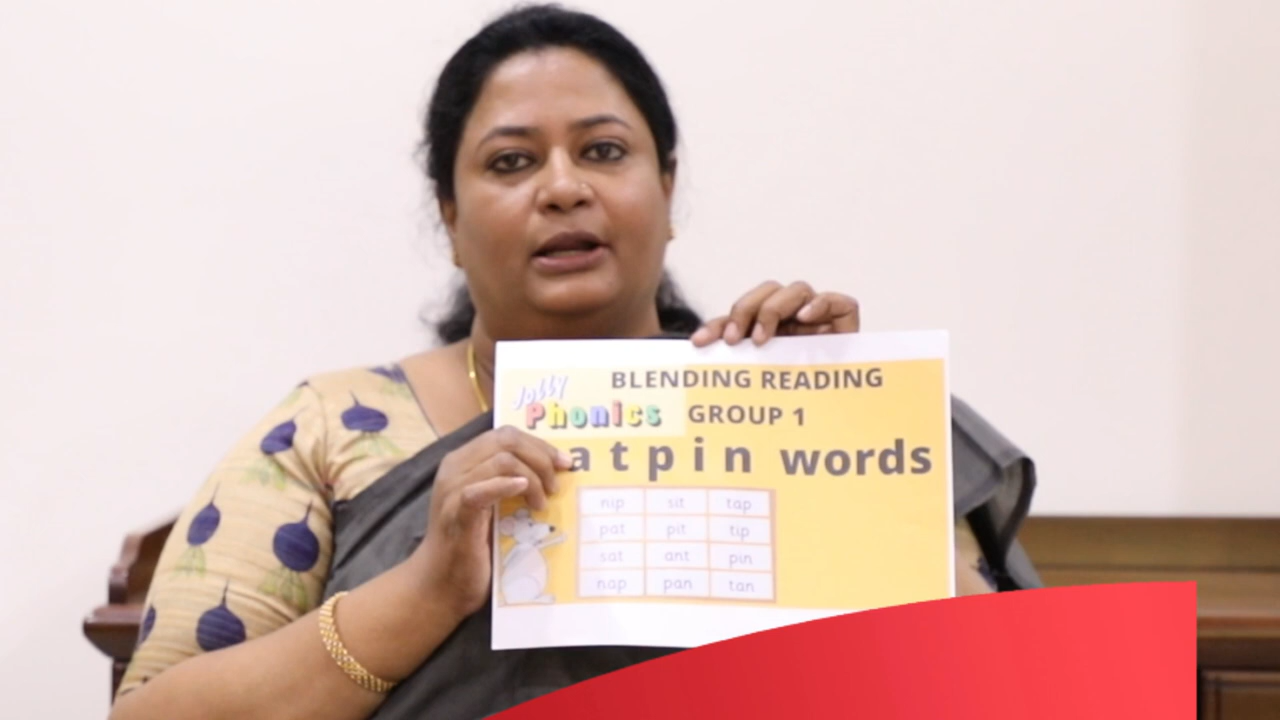 BLENDING READING
Jolly
Phonics GROUP 1
a t p i n words
nip sit tap
pat pit tip
sat ant pin
nap pan tan